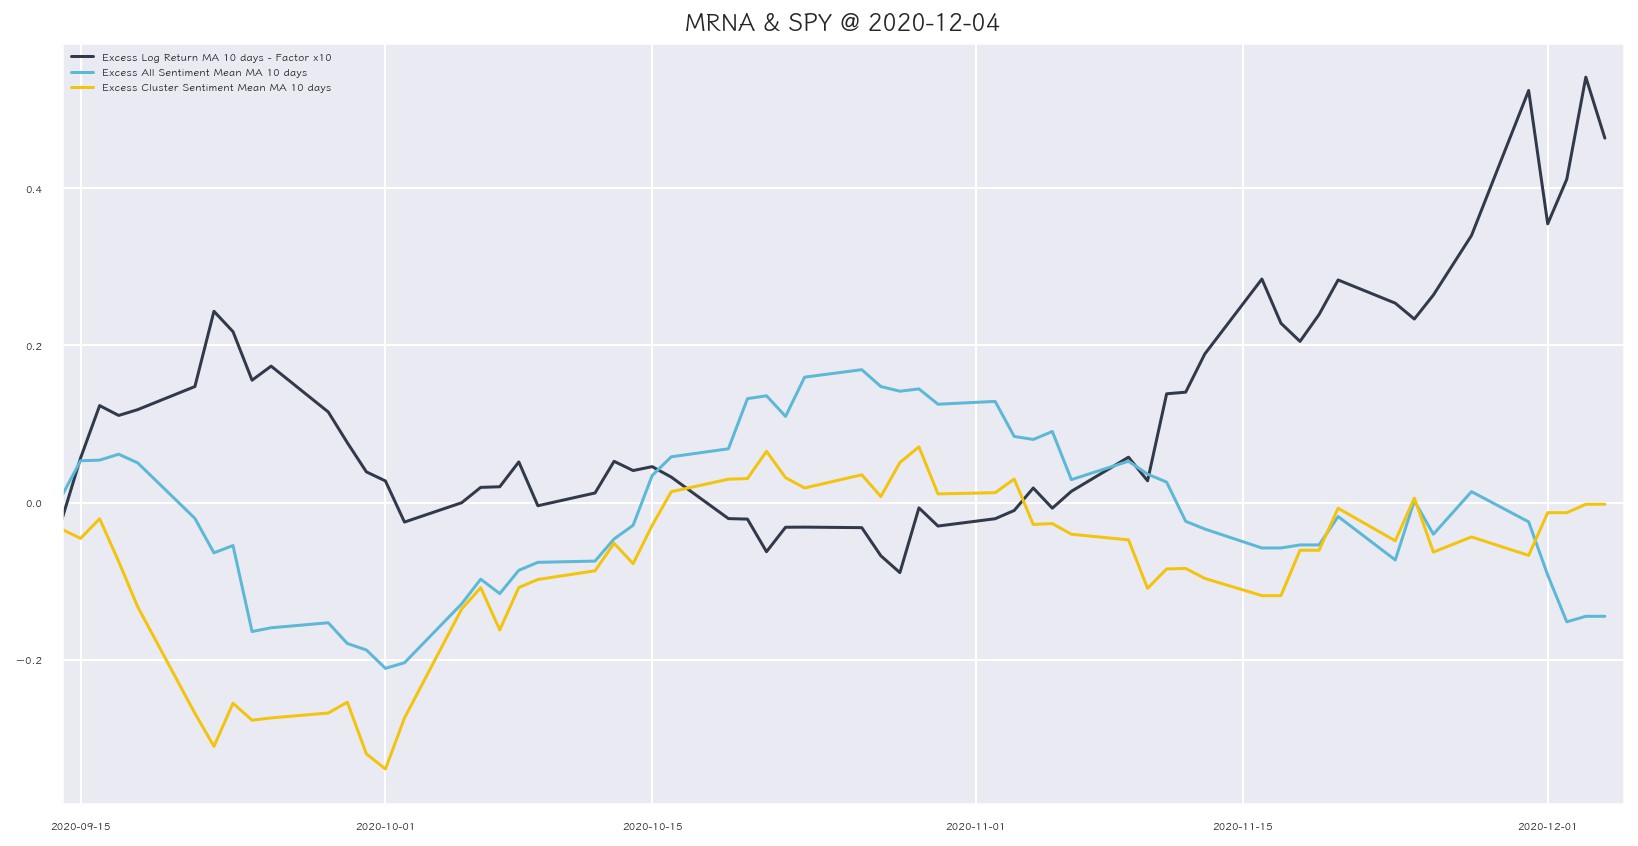 MRNA & SPY @ 2020-12-04
Excess Log Return MA 10 days - Factor x10
Excess All Sentiment Mean MA 10 days
Excess Cluster Sentiment Mean MA 10 days
0.4
0.2
0.0
−0.2
2020-09-15
2020-10-01
2020-10-15
2020-11-01
2020-11-15
2020-12-01